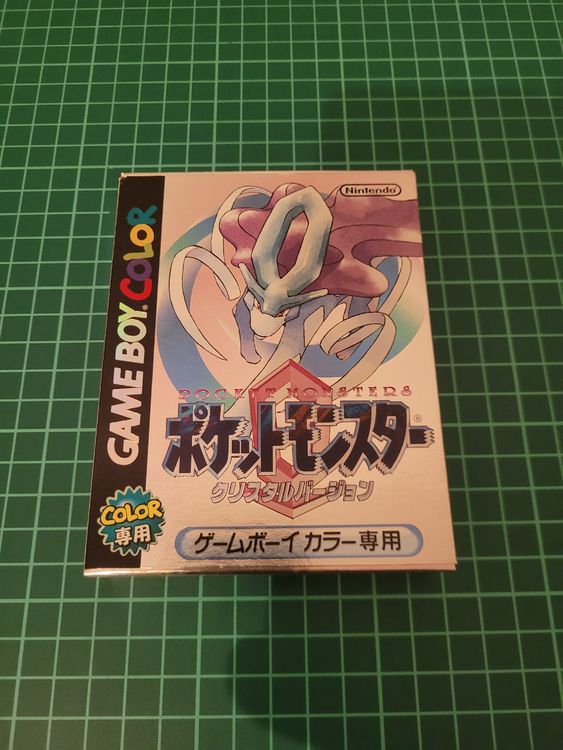 Nintendo
GAME BOY COLOR
POCKET MONSTERS
ポケットモンスター®
クリスタルバージョン
COLOR
専用
ゲームボーイ カラー専用